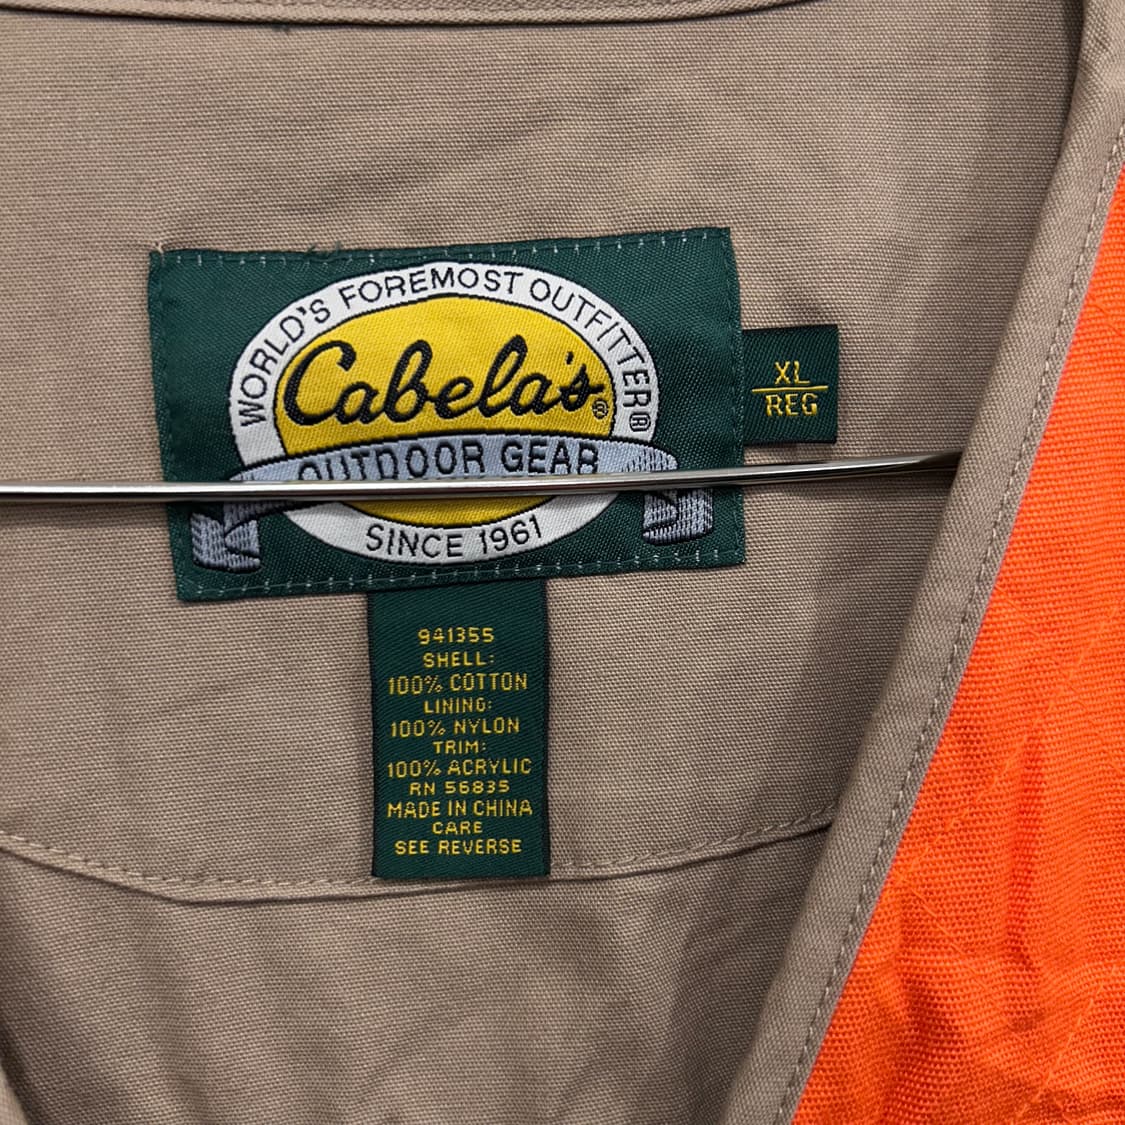 WORLD'S FOREMOST OUTFITTER®
Cabela's®
OUTDOOR GEAR
SINCE 1961
XL
REG
941355
SHELL:
100% COTTON
LINING:
100% NYLON
TRIM:
100% ACRYLIC
RN 56835
MADE IN CHINA
CARE
SEE REVERSE